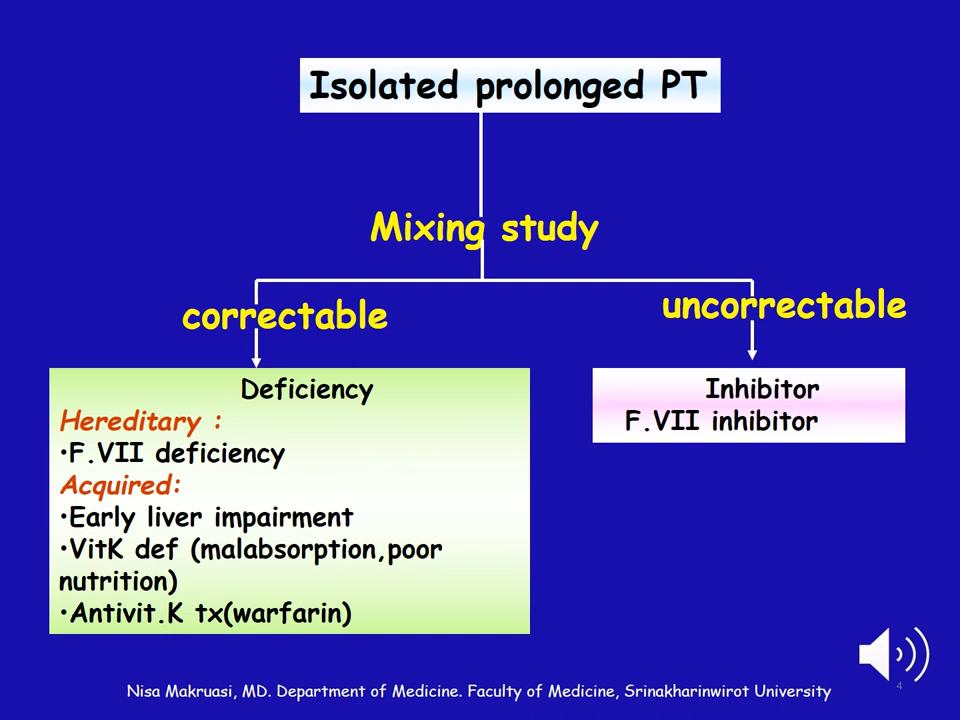 Isolated prolonged PT
Mixing study
correctable
uncorrectable
Deficiency
Hereditary :
•F.VII deficiency
Acquired:
•Early liver impairment
•VitK def (malabsorption,poor
nutrition)
•Antivit.K tx(warfarin)
Inhibitor
F.VII inhibitor
Nisa Makruasi, MD. Department of Medicine. Faculty of Medicine, Srinakharinwirot University
4